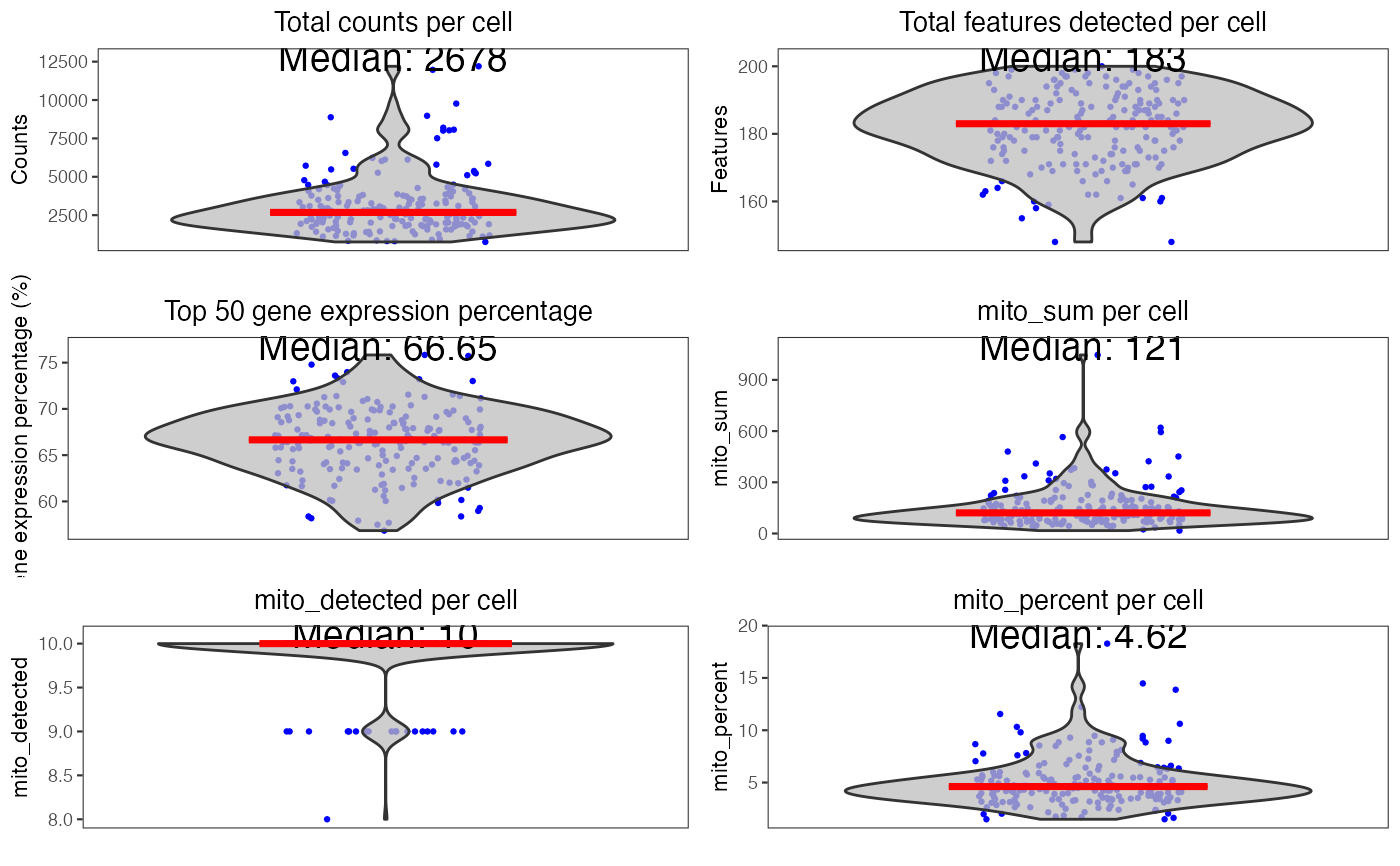 Total counts per cell
Median: 2678
Counts
12500
10000
7500
5000
2500
Total features detected per cell
Median: 183
Features
200
180
160
Top 50 gene expression percentage
Median: 66.65
ne expression percentage (%)
75
70
65
60
mito_sum per cell
Median: 121
mito_sum
900
600
300
0
mito_detected per cell
Median: 10
mito_detected
10.0
9.5
9.0
8.5
8.0
mito_percent per cell
Median: 4.62
mito_percent
20
15
10
5